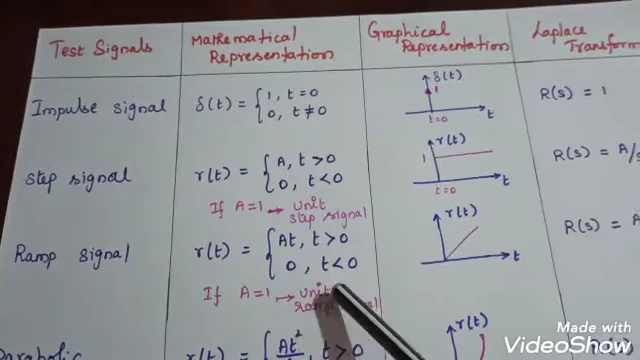 Test Signals
Mathematical Representation
Graphical Representation
Laplace Transform
Impulse signal
δ(t) = { 1, t=0
0, t≠0
δ(t)
1
t=0
t
R(s) = 1
Step signal
r(t) = { A, t>0
0, t<0
If A=1 → unit step signal
r(t)
1
t=0
t
R(s) = A/s
Ramp signal
r(t) = { At, t>0
0, t<0
If A=1 → unit
r(t)
t
R(s) =
Parabolic
r(t) = { At²
, t>0
r(t)
Made with
VideoShow